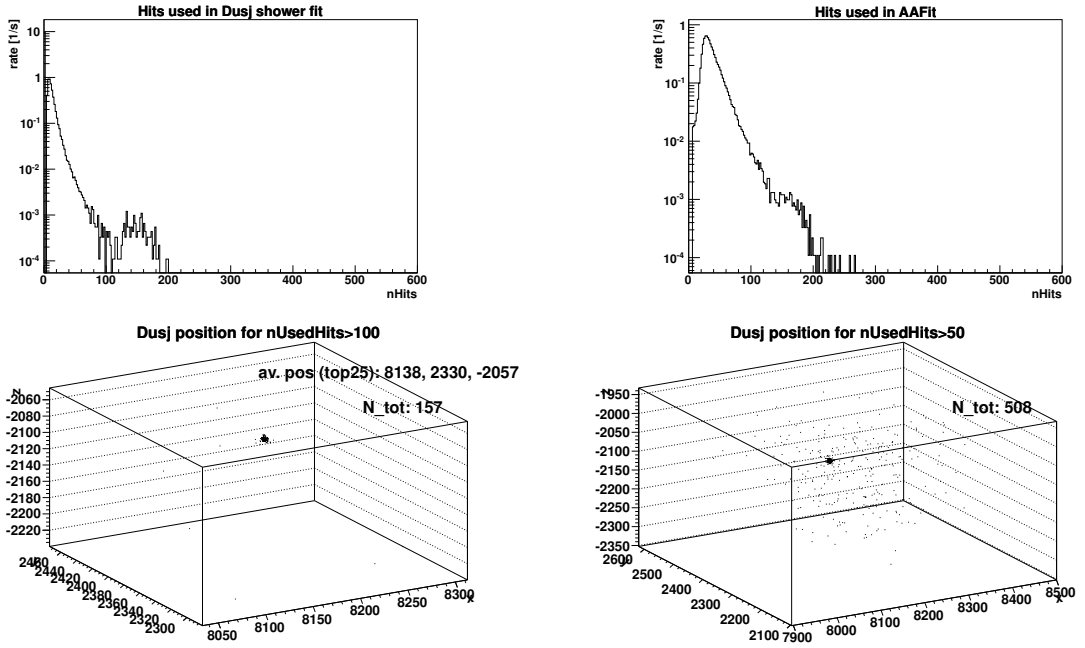 Hits used in Dusj shower fit
rate [1/s]
10
1
10-1
10-2
10-3
10-4
0 100 200 300 400 500 600
nHits
Hits used in AAFit
rate [1/s]
1
10-1
10-2
10-3
10-4
0 100 200 300 400 500 600
nHits
Dusj position for nUsedHits>100
av. pos (top25): 8138, 2330, -2057
N_tot: 157
z
-2060
-2080
-2100
-2120
-2140
-2160
-2180
-2200
-2220
2460
2440
2420
2400
2380
2360
2340
2320
2300
8050 8100 8150 8200 8250 8300
x
Dusj position for nUsedHits>50
N_tot: 508
-1950
-2000
-2050
-2100
-2150
-2200
-2250
-2300
-2350
2600
2500
2400
2300
2200
2100
7900 8000 8100 8200 8300 8400 8500
x